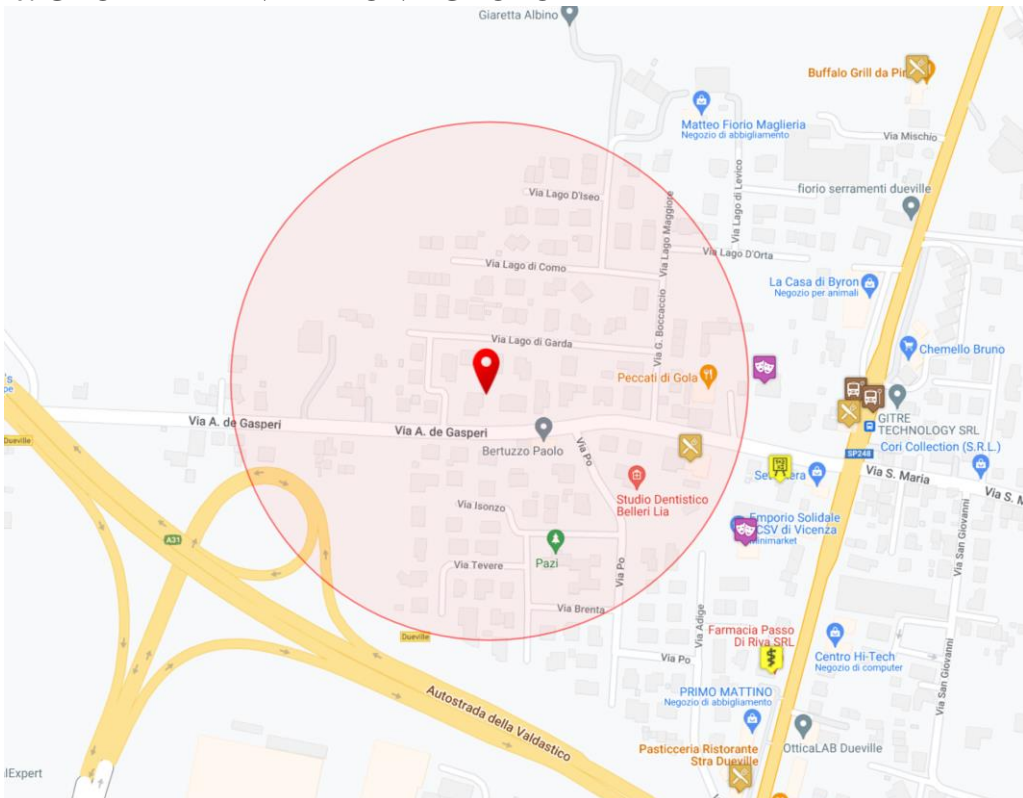 Giaretta Albino
Buffalo Grill da Pi
Matteo Fiorio Maglieria
Negozio di abbigliamento
Via Mischio
Via Lago D'Iseo
Via Lago Maggiore
Via Lago di Levico
fiorio serramenti dueville
Via Lago di Como
Via Lago D'Orta
La Casa di Byron
Negozio per animali
Via Lago di Garda
Via G. Boccaccio
Chemello Bruno
Peccati di Gola
Via A. de Gasperi
Via A. de Gasperi
GITRE
TECHNOLOGY SRL
Dueville
Bertuzzo Paolo
Via Po
Cori Collection (S.R.L.)
SP248
Via S. Maria
Via S. M
Studio Dentistico
Belleri Lia
Via Isonzo
Emporio Solidale
CSV di Vicenza
Minimarket
A31
Pazi
Via San Giovanni
Via Tevere
Via Po
Via Brenta
Via Adige
Dueville
Farmacia Passo
Di Riva SRL
Via Po
Centro Hi-Tech
Negozio di computer
Via San Giovanni
Autostrada della Valdastico
PRIMO MATTINO
Negozio di abbigliamento
Pasticceria Ristorante
Stra Dueville
OtticaLAB Dueville
alExpert